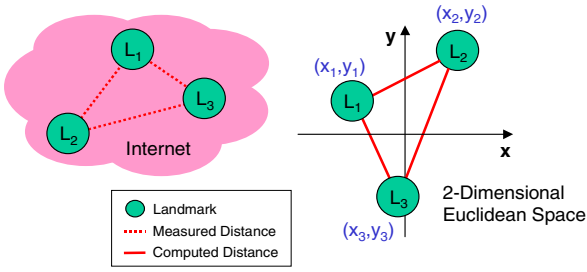 L1
L2
L3
Internet
Landmark
Measured Distance
Computed Distance
(x2,y2)
y
(x1,y1)
L2
L1
x
L3
(x3,y3)
2-Dimensional
Euclidean Space